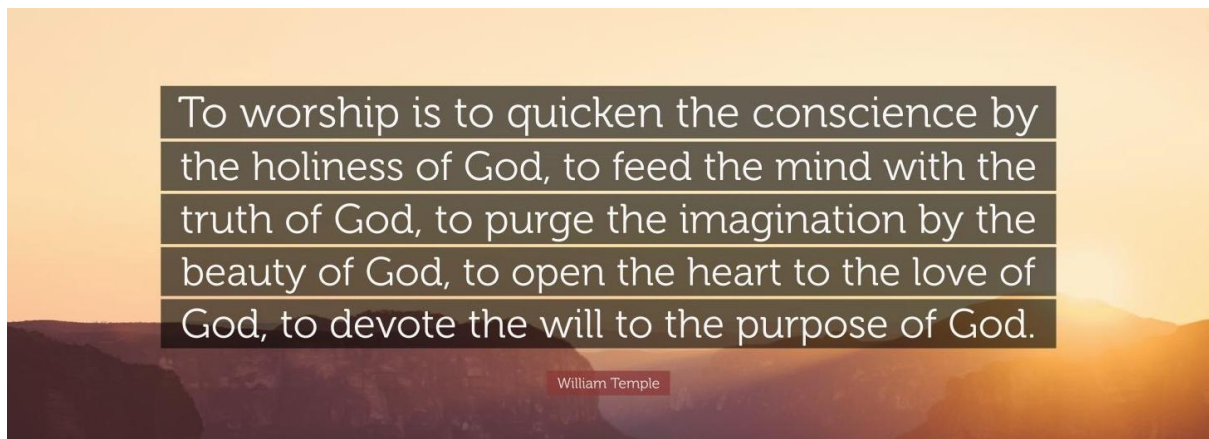 To worship is to quicken the conscience by
the holiness of God, to feed the mind with the
truth of God, to purge the imagination by the
beauty of God, to open the heart to the love of
God, to devote the will to the purpose of God.
William Temple